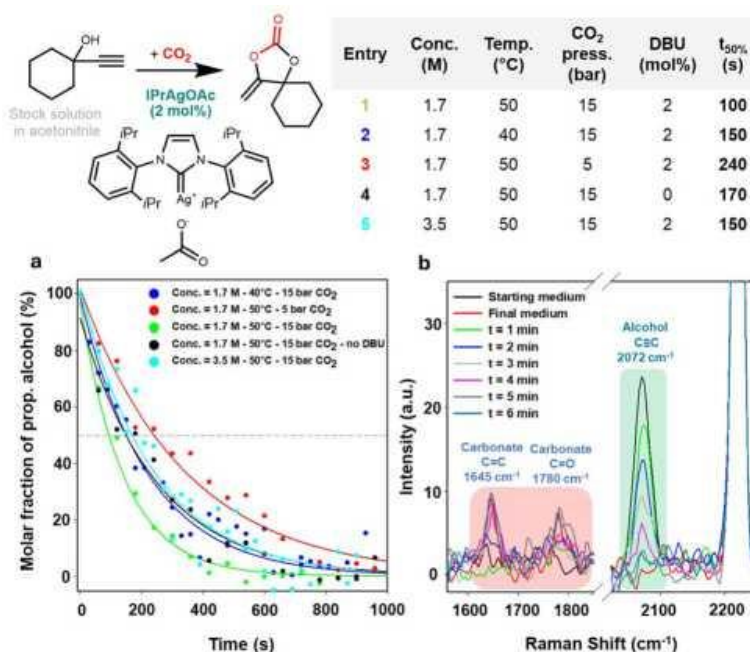 OH
+ CO2
IPrAgOAc
(2 mol%)
Stock solution
in acetonitrile
O
O
O
iPr
iPr
N
N
iPr
iPr
Ag+
O-
O
Entry Conc. (M) Temp. (°C) CO2 press. (bar) DBU (mol%) t50% (s)
1 1.7 50 15 2 100
2 1.7 40 15 2 150
3 1.7 50 5 2 240
4 1.7 50 15 0 170
5 3.5 50 15 2 150
a
Conc. = 1.7 M - 40°C - 15 bar CO2
Conc. = 1.7 M - 50°C - 5 bar CO2
Conc. = 1.7 M - 50°C - 15 bar CO2
Conc. = 1.7 M - 50°C - 15 bar CO2 - no DBU
Conc. = 3.5 M - 50°C - 15 bar CO2
Molar fraction of prop. alcohol (%)
100
80
60
40
20
0
0 200 400 600 800 1000
Time (s)
b
Starting medium
Final medium
t = 1 min
t = 2 min
t = 3 min
t = 4 min
t = 5 min
t = 6 min
Alcohol
C≡C
2072 cm-1
Carbonate
C=C
1645 cm-1
Carbonate
C=O
1780 cm-1
Intensity (a.u.)
30
20
10
0
1600 1700 1800 2100 2200
Raman Shift (cm-1)